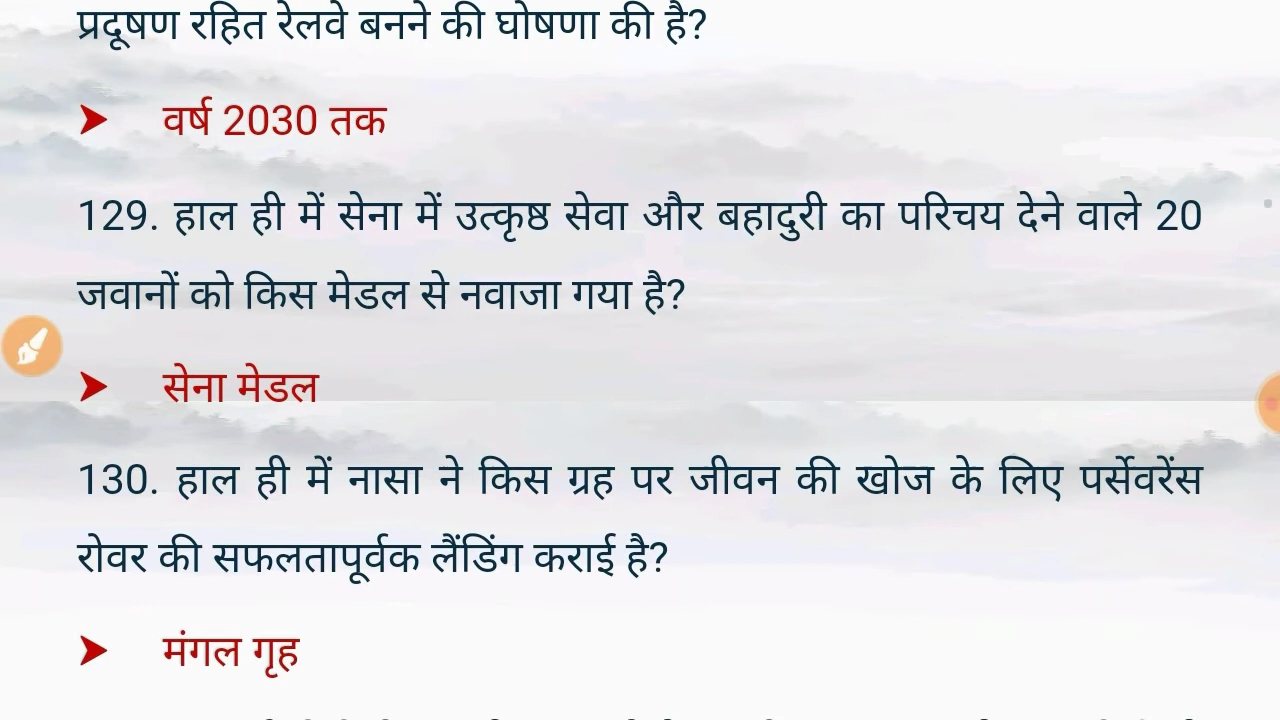 प्रदूषण रहित रेलवे बनने की घोषणा की है?
➤ वर्ष 2030 तक
129. हाल ही में सेना में उत्कृष्ठ सेवा और बहादुरी का परिचय देने वाले 20
जवानों को किस मेडल से नवाजा गया है?
➤ सेना मेडल
130. हाल ही में नासा ने किस ग्रह पर जीवन की खोज के लिए पर्सेवरेंस
रोवर की सफलतापूर्वक लैंडिंग कराई है?
➤ मंगल गृह